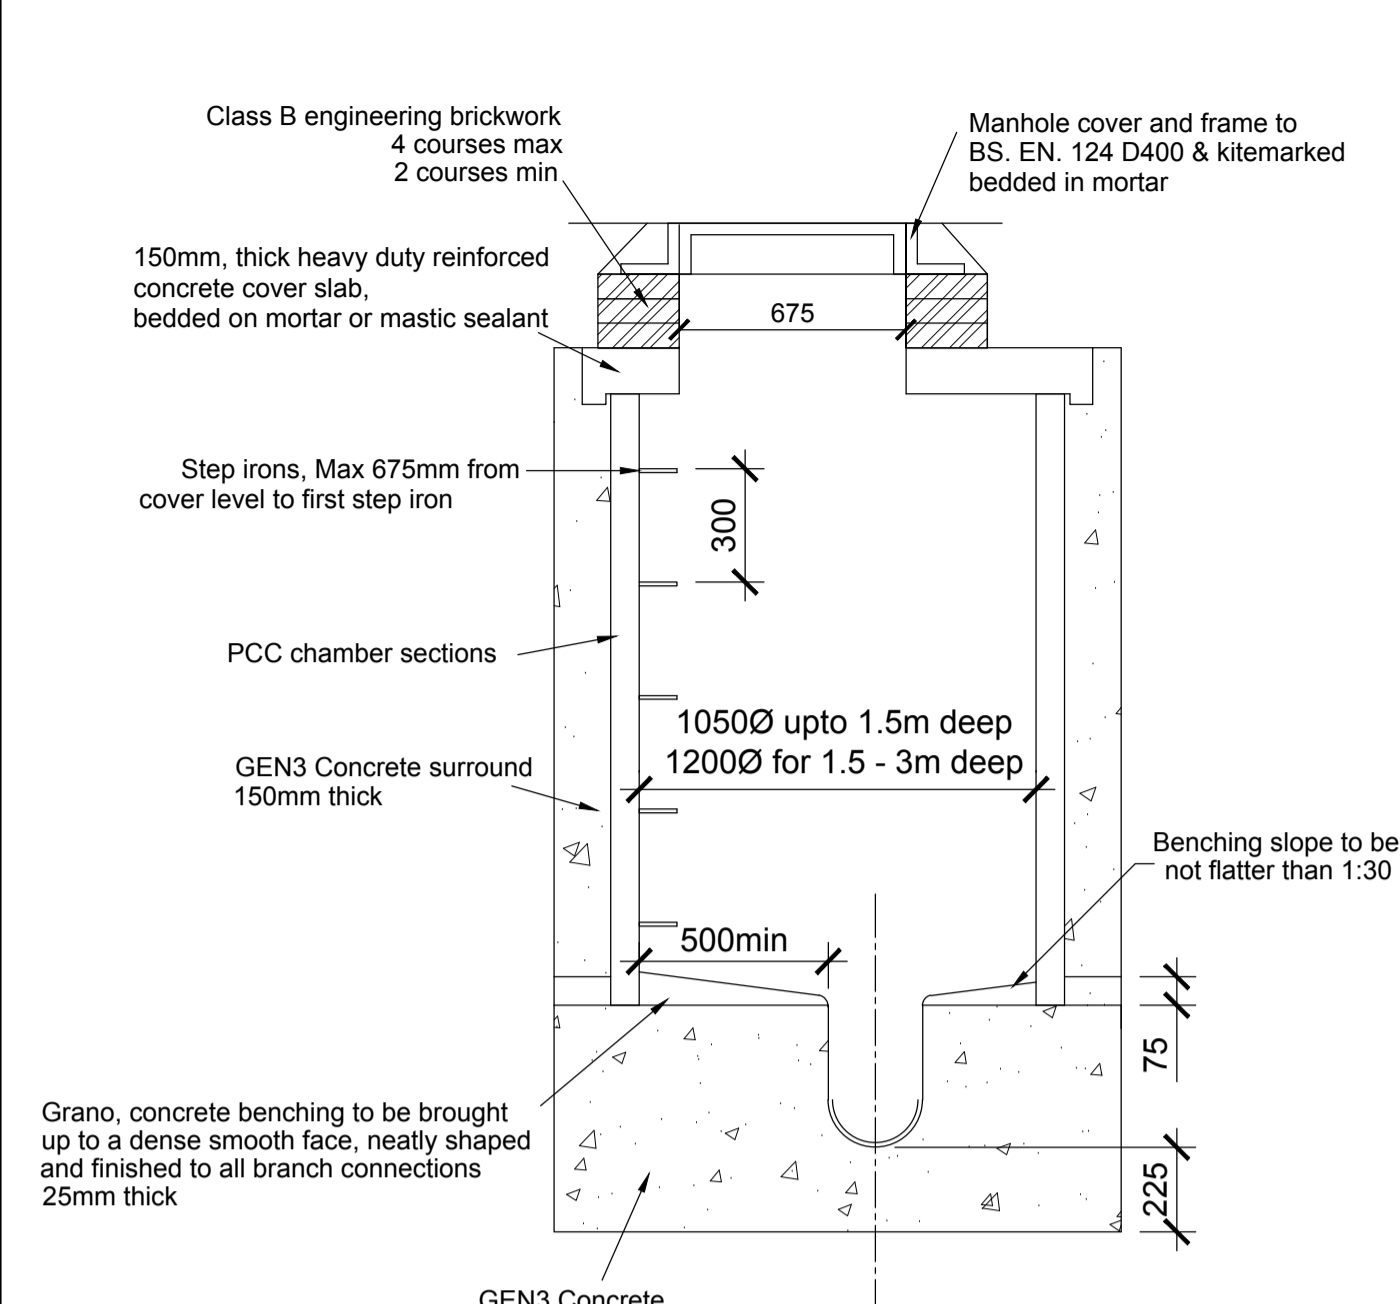 Class B engineering brickwork
4 courses max
2 courses min
Manhole cover and frame to
BS. EN. 124 D400 & kitemarked
bedded in mortar
150mm, thick heavy duty reinforced
concrete cover slab,
bedded on mortar or mastic sealant
675
Step irons, Max 675mm from
cover level to first step iron
300
PCC chamber sections
1050Ø upto 1.5m deep
1200Ø for 1.5 - 3m deep
GEN3 Concrete surround
150mm thick
Benching slope to be
not flatter than 1:30
500min
75
Grano, concrete benching to be brought
up to a dense smooth face, neatly shaped
and finished to all branch connections
25mm thick
225
GEN3 Concrete